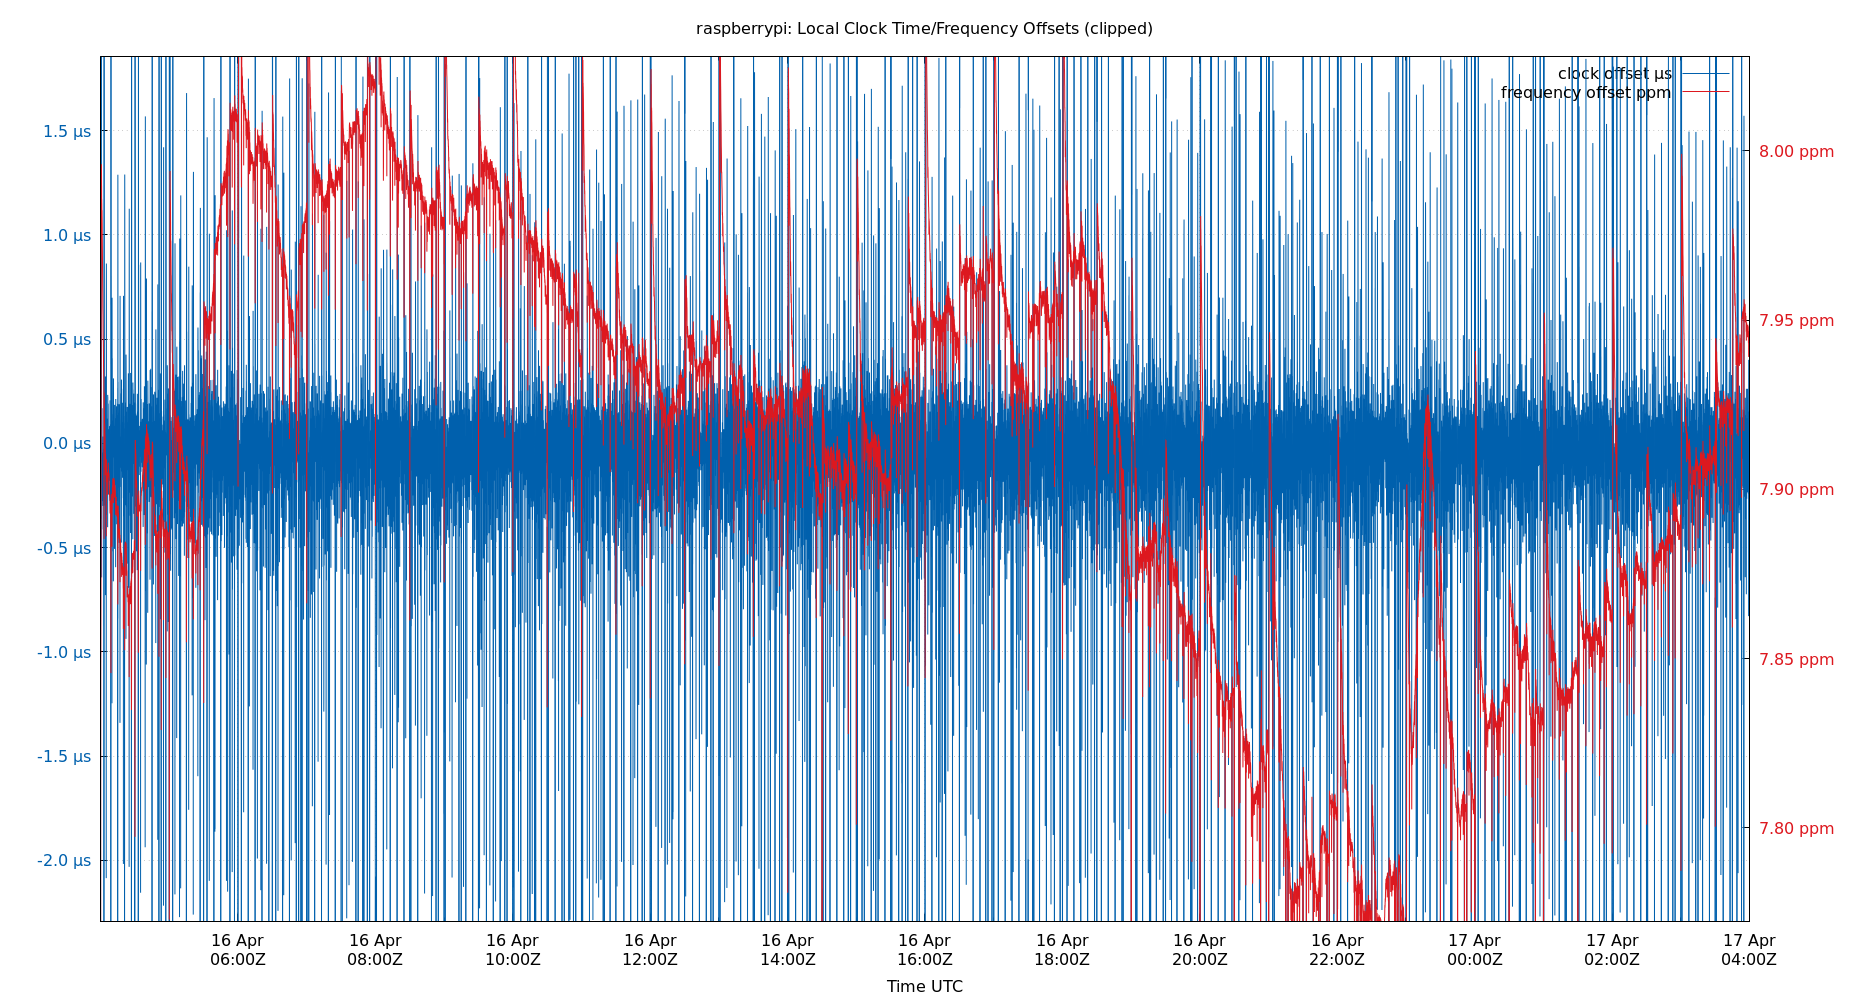 raspberrypi: Local Clock Time/Frequency Offsets (clipped)
clock offset µs
frequency offset ppm
1.5 µs
1.0 µs
0.5 µs
0.0 µs
-0.5 µs
-1.0 µs
-1.5 µs
-2.0 µs
8.00 ppm
7.95 ppm
7.90 ppm
7.85 ppm
7.80 ppm
16 Apr 16 Apr 16 Apr 16 Apr 16 Apr 16 Apr 16 Apr 16 Apr 16 Apr 17 Apr 17 Apr 17 Apr
06:00Z 08:00Z 10:00Z 12:00Z 14:00Z 16:00Z 18:00Z 20:00Z 22:00Z 00:00Z 02:00Z 04:00Z
Time UTC